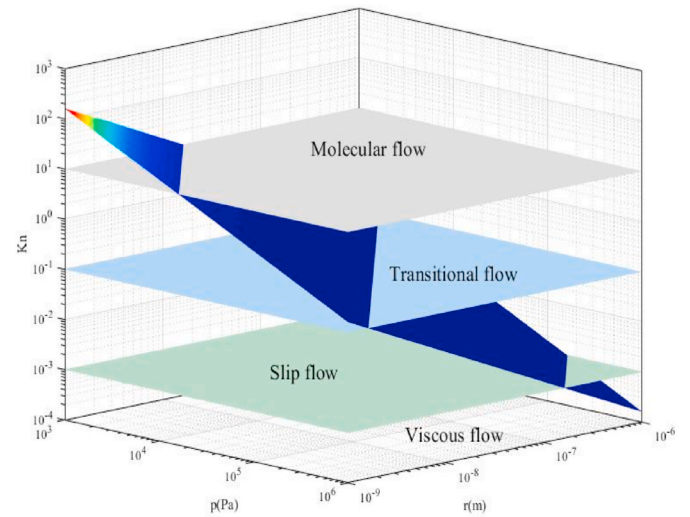 10³
10²
Molecular flow
10¹
10⁰
Kn
Transitional flow
10⁻¹
10⁻²
Slip flow
10⁻³
Viscous flow
10⁻⁴
10³
10⁴
10⁵
10⁶
p(Pa)
10⁻⁹
10⁻⁸
10⁻⁷
10⁻⁶
r(m)